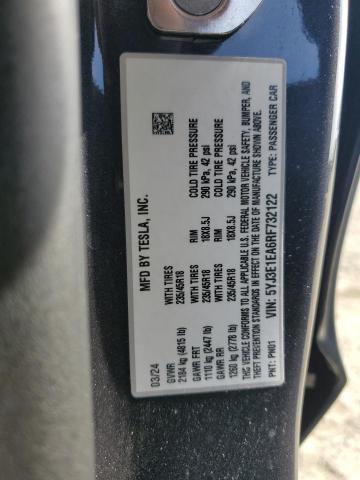 MFD BY TESLA, INC.
03/24
GVWR
2184 kg (4815 lb)
WITH TIRES
235/45R18
RIM
18X8.5J
COLD TIRE PRESSURE
290 kPa, 42 psi
GAWR FRT
1110 kg (2447 lb)
WITH TIRES
235/45R18
RIM
18X8.5J
COLD TIRE PRESSURE
290 kPa, 42 psi
GAWR RR
1260 kg (2778 lb)
THIS VEHICLE CONFORMS TO ALL APPLICABLE U.S. FEDERAL MOTOR VEHICLE SAFETY, BUMPER, AND
THEFT PREVENTION STANDARDS IN EFFECT ON THE DATE OF MANUFACTURE SHOWN ABOVE.
VIN: 5YJ3E1EA6RF732122
PNT: PN01
TYPE: PASSENGER CAR